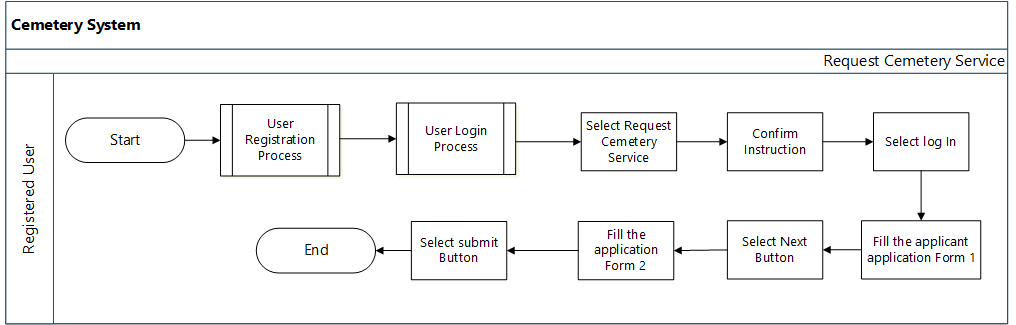 Cemetery System
Request Cemetery Service
Registered User
Start
User
Registration
Process
User Login
Process
Select Request
Cemetery
Service
Confirm
Instruction
Select log In
Fill the applicant
application Form 1
Select Next
Button
Fill the
application
Form 2
Select submit
Button
End